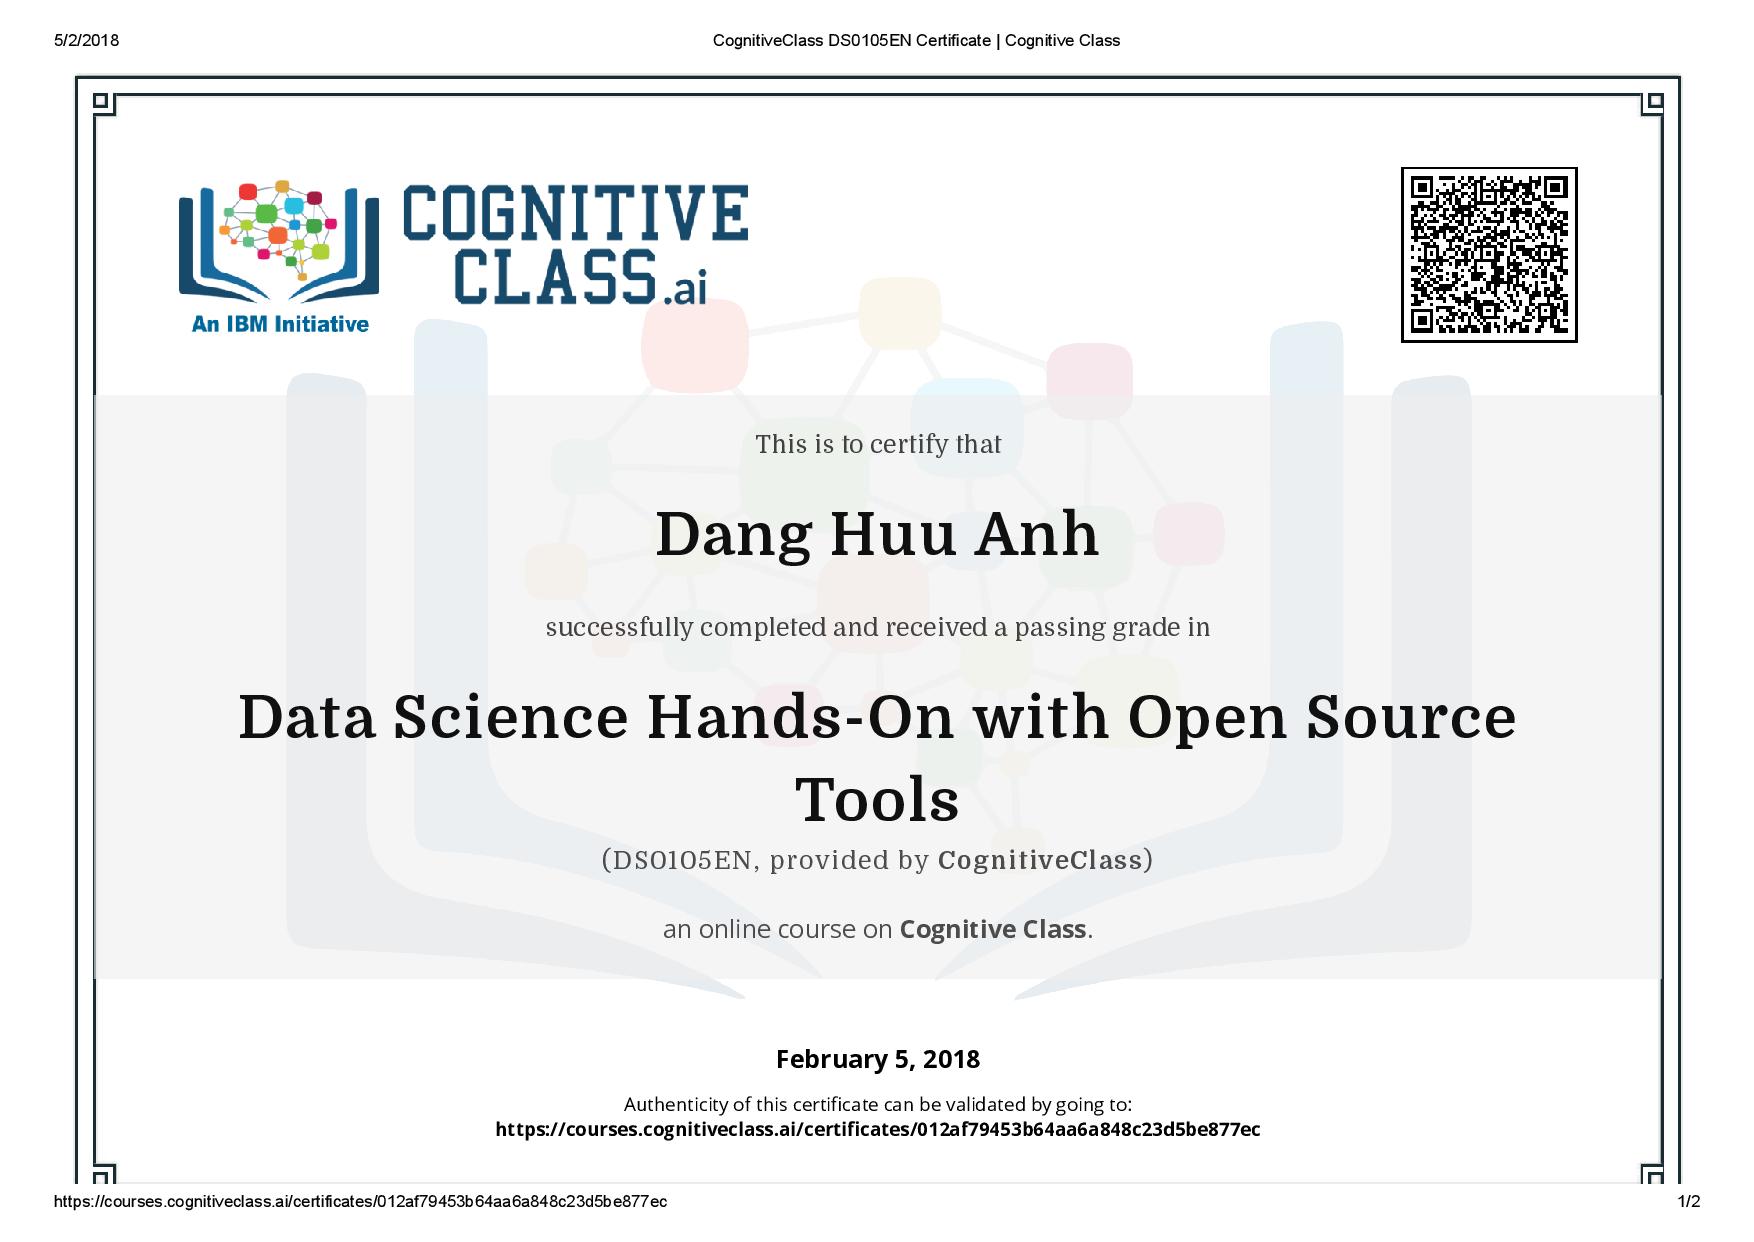 5/2/2018
CognitiveClass DS0105EN Certificate | Cognitive Class
COGNITIVE
CLASS.ai
An IBM Initiative
This is to certify that
Dang Huu Anh
successfully completed and received a passing grade in
Data Science Hands-On with Open Source
Tools
(DS0105EN, provided by CognitiveClass)
an online course on Cognitive Class.
February 5, 2018
Authenticity of this certificate can be validated by going to:
https://courses.cognitiveclass.ai/certificates/012af79453b64aa6a848c23d5be877ec
https://courses.cognitiveclass.ai/certificates/012af79453b64aa6a848c23d5be877ec
1/2